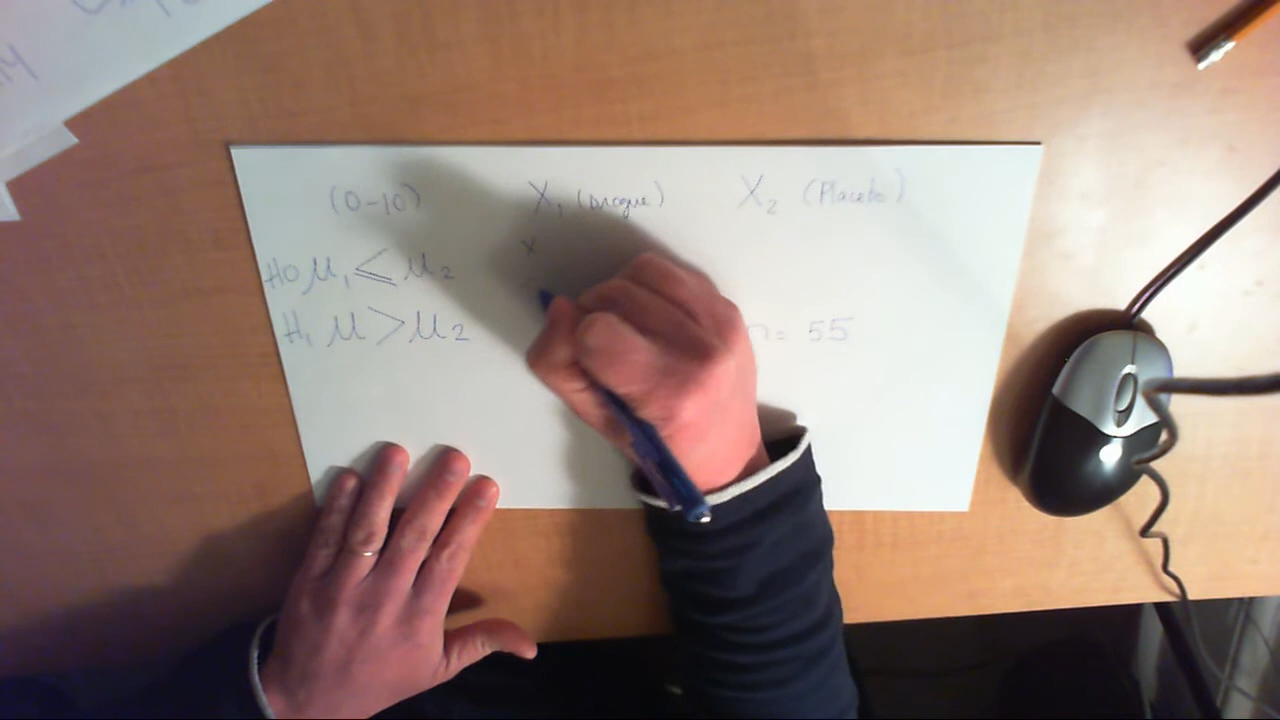 (0-10) X₁ (Drogue) X₂ (Placebo)
x
H0 μ₁ ≤ μ₂
H₁ μ > μ₂ n = 55